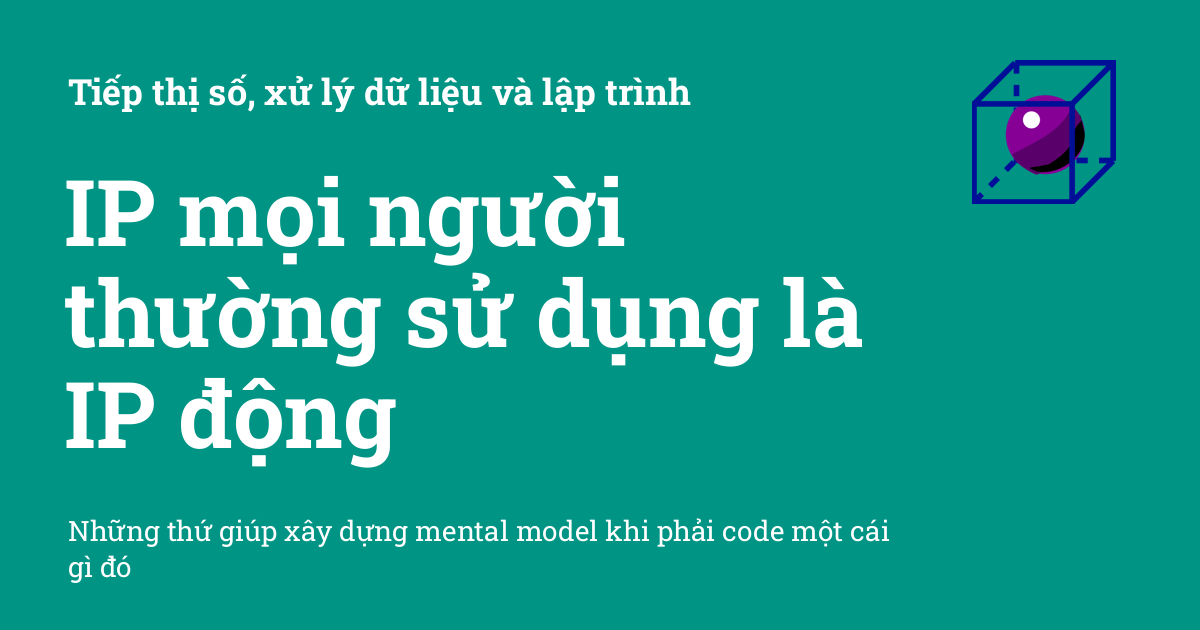 Tiếp thị số, xử lý dữ liệu và lập trình
IP mọi người
thường sử dụng là
IP động
Những thứ giúp xây dựng mental model khi phải code một cái
gì đó